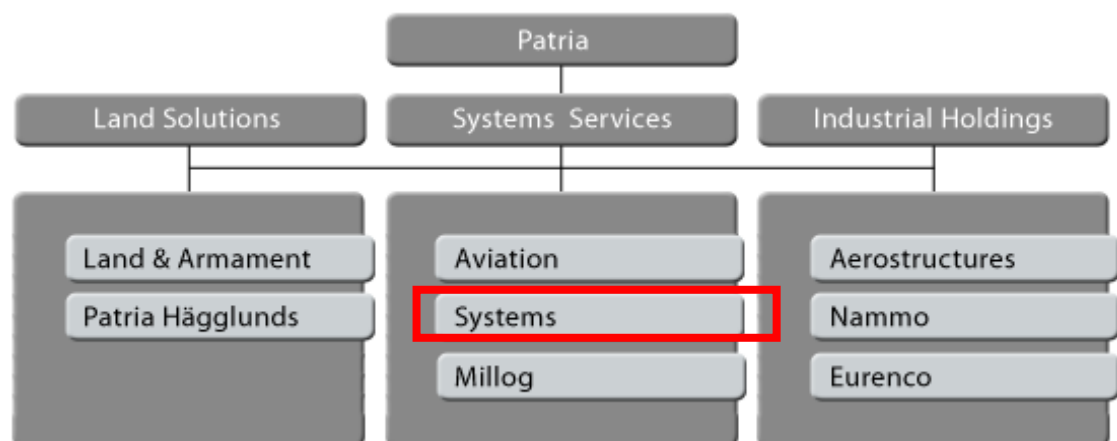 Patria
Land Solutions
Systems Services
Industrial Holdings
Land & Armament
Patria Hägglunds
Aviation
Systems
Millog
Aerostructures
Nammo
Eurenco